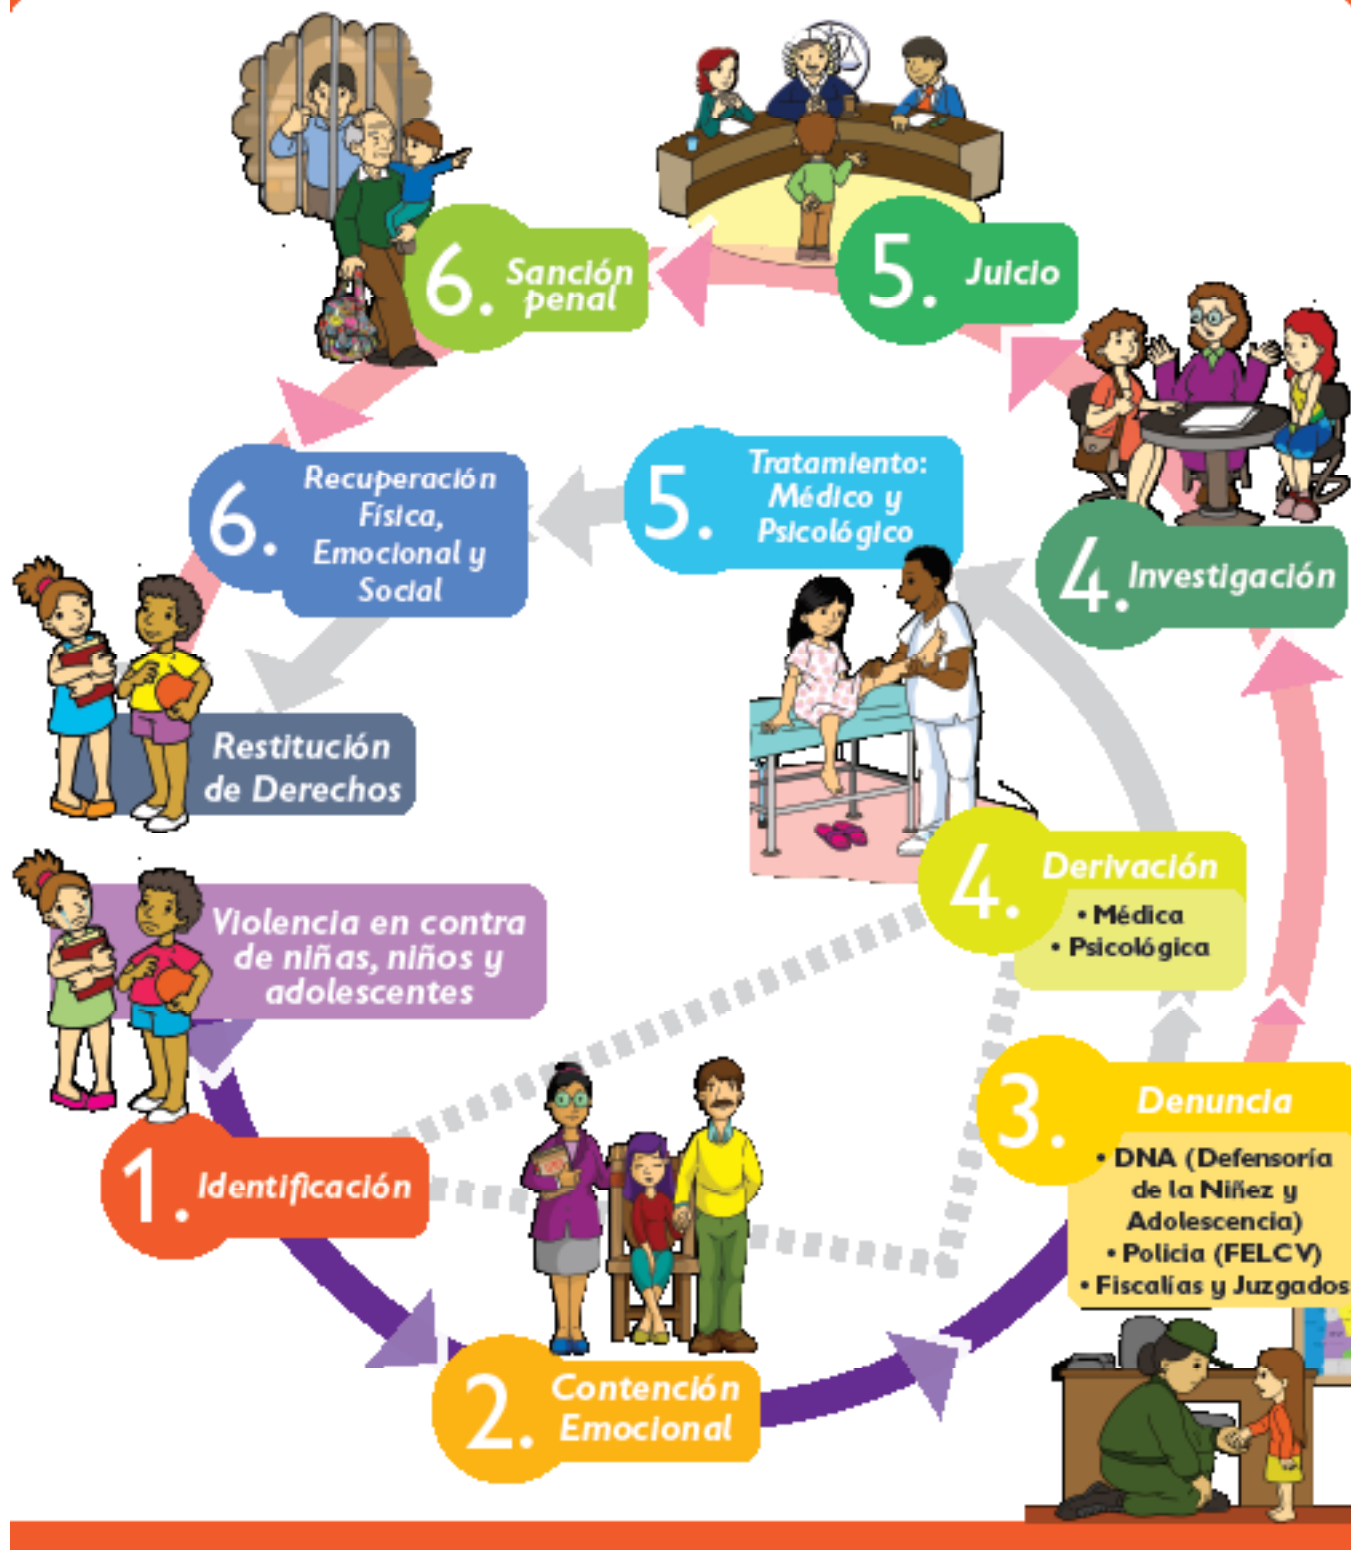 6. Sanción
penal
5. Juicio
6. Recuperación
Física,
Emocional y
Social
5. Tratamiento:
Médico y
Psicológico
4. Investigación
Restitución
de Derechos
4. Derivación
• Médica
• Psicológica
Violencia en contra
de niñas, niños y
adolescentes
3. Denuncia
• DNA (Defensoría
de la Niñez y
Adolescencia)
• Policia (FELCV)
• Fiscalías y Juzgados
1. Identificación
2. Contención
Emocional